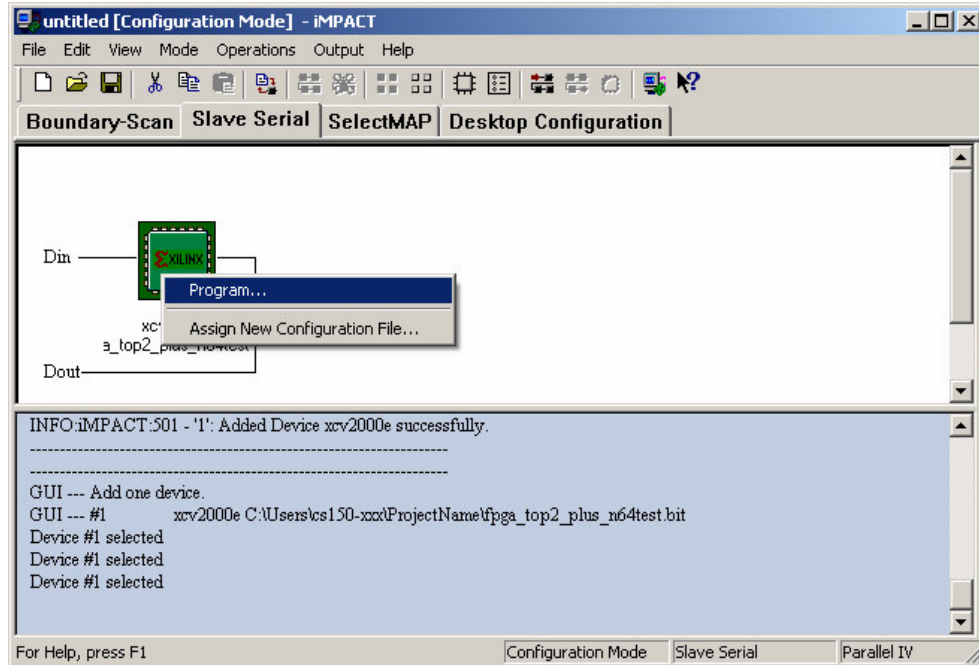 untitled [Configuration Mode] - iMPACT
File Edit View Mode Operations Output Help
Boundary-Scan Slave Serial SelectMAP Desktop Configuration
Din
XILINX
Program...
xcv
Assign New Configuration File...
a_top2_plus_n64test
Dout
INFO:iMPACT:501 - '1': Added Device xcv2000e successfully.
----------------------------------------------------------------------
----------------------------------------------------------------------
GUI --- Add one device.
GUI --- #1 xcv2000e C:\Users\cs150-xxx\ProjectName\fpga_top2_plus_n64test.bit
Device #1 selected
Device #1 selected
Device #1 selected
For Help, press F1
Configuration Mode Slave Serial Parallel IV